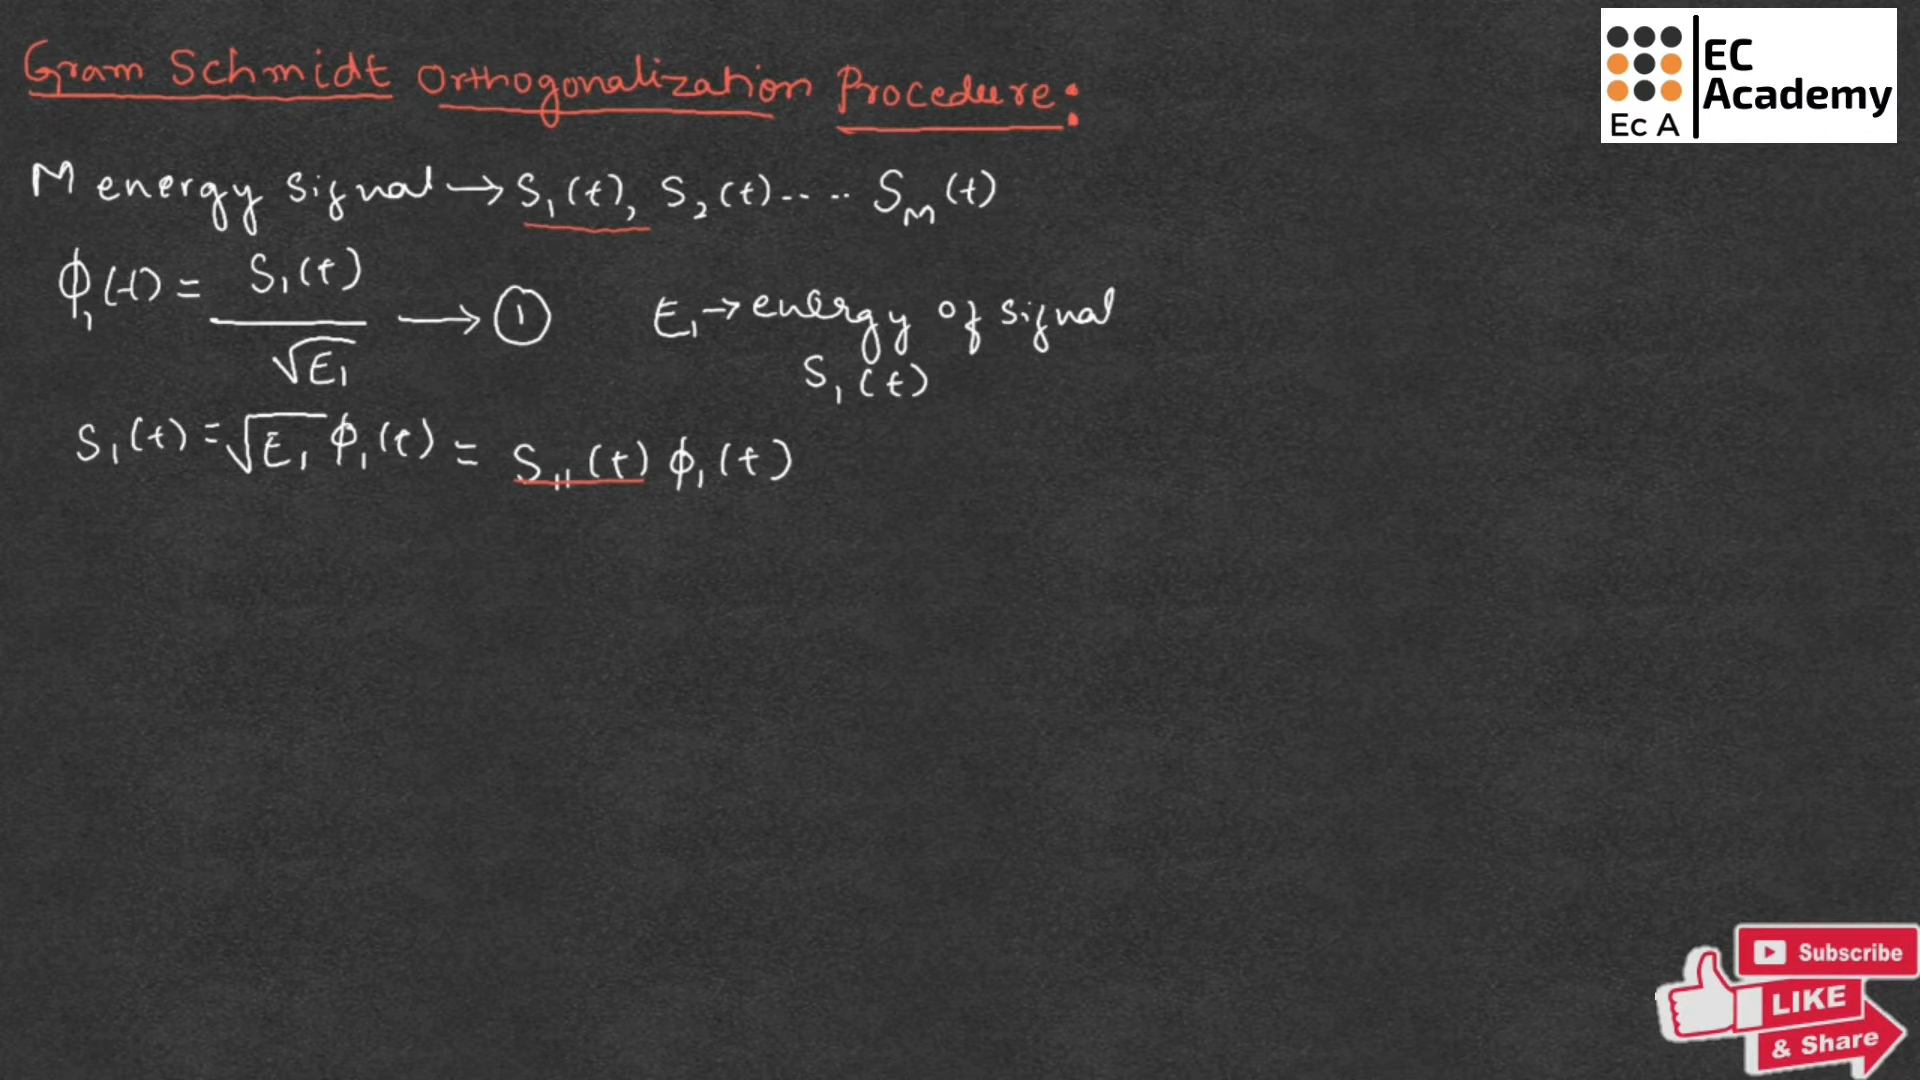 Gram Schmidt Orthogonalization Procedure:
M energy signal → S₁(t), S₂(t)..... S_M(t)
ϕ₁(t) = S₁(t) / √E₁ → ①
E₁ → energy of signal
S₁(t)
S₁(t) = √E₁ ϕ₁(t) = S₁₁(t) ϕ₁(t)
EC
Academy
Ec A
Subscribe
LIKE
& Share